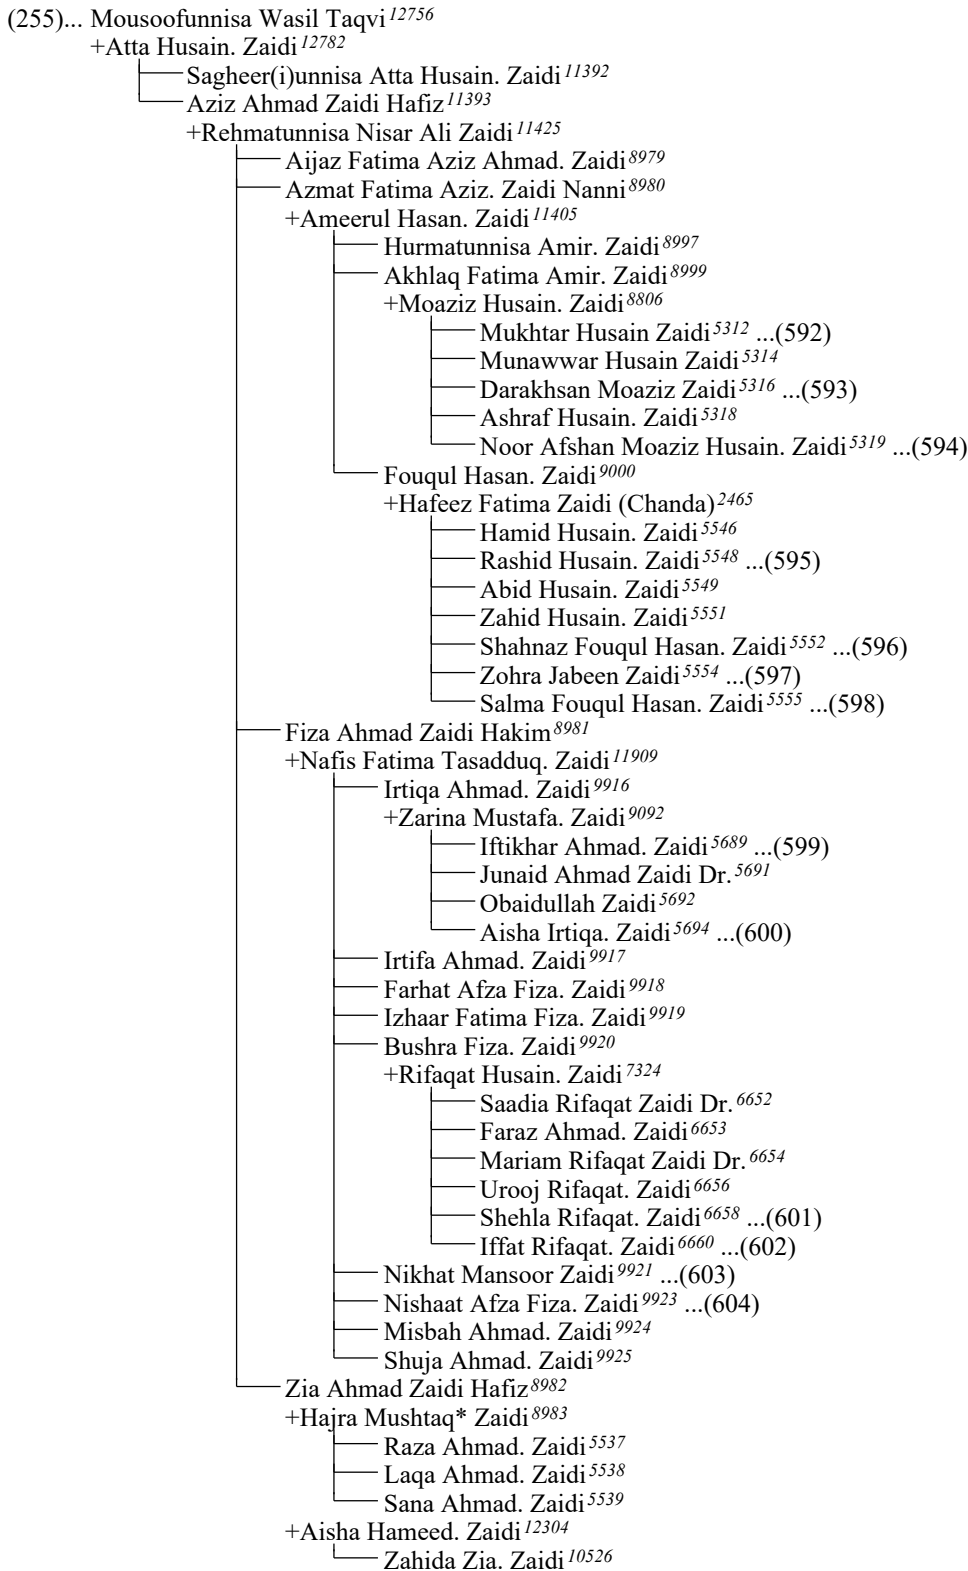 (255)... Mousoofunnisa Wasil Taqvi 12756
+Atta Husain. Zaidi 12782
Sagheer(i)unnisa Atta Husain. Zaidi 11392
Aziz Ahmad Zaidi Hafiz 11393
+Rehmatunnisa Nisar Ali Zaidi 11425
Aijaz Fatima Aziz Ahmad. Zaidi 8979
Azmat Fatima Aziz. Zaidi Nanni 8980
+Ameerul Hasan. Zaidi 11405
Hurmatunnisa Amir. Zaidi 8997
Akhlaq Fatima Amir. Zaidi 8999
+Moaziz Husain. Zaidi 8806
Mukhtar Husain Zaidi 5312 ...(592)
Munawwar Husain Zaidi 5314
Darakhsan Moaziz Zaidi 5316 ...(593)
Ashraf Husain. Zaidi 5318
Noor Afshan Moaziz Husain. Zaidi 5319 ...(594)
Fouqul Hasan. Zaidi 9000
+Hafeez Fatima Zaidi (Chanda) 2465
Hamid Husain. Zaidi 5546
Rashid Husain. Zaidi 5548 ...(595)
Abid Husain. Zaidi 5549
Zahid Husain. Zaidi 5551
Shahnaz Fouqul Hasan. Zaidi 5552 ...(596)
Zohra Jabeen Zaidi 5554 ...(597)
Salma Fouqul Hasan. Zaidi 5555 ...(598)
Fiza Ahmad Zaidi Hakim 8981
+Nafis Fatima Tasadduq. Zaidi 11909
Irtiqa Ahmad. Zaidi 9916
+Zarina Mustafa. Zaidi 9092
Iftikhar Ahmad. Zaidi 5689 ...(599)
Junaid Ahmad Zaidi Dr. 5691
Obaidullah Zaidi 5692
Aisha Irtiqa. Zaidi 5694 ...(600)
Irtifa Ahmad. Zaidi 9917
Farhat Afza Fiza. Zaidi 9918
Izhaar Fatima Fiza. Zaidi 9919
Bushra Fiza. Zaidi 9920
+Rifaqat Husain. Zaidi 7324
Saadia Rifaqat Zaidi Dr. 6652
Faraz Ahmad. Zaidi 6653
Mariam Rifaqat Zaidi Dr. 6654
Urooj Rifaqat. Zaidi 6656
Shehla Rifaqat. Zaidi 6658 ...(601)
Iffat Rifaqat. Zaidi 6660 ...(602)
Nikhat Mansoor Zaidi 9921 ...(603)
Nishaat Afza Fiza. Zaidi 9923 ...(604)
Misbah Ahmad. Zaidi 9924
Shuja Ahmad. Zaidi 9925
Zia Ahmad Zaidi Hafiz 8982
+Hajra Mushtaq* Zaidi 8983
Raza Ahmad. Zaidi 5537
Laqa Ahmad. Zaidi 5538
Sana Ahmad. Zaidi 5539
+Aisha Hameed. Zaidi 12304
Zahida Zia. Zaidi 10526